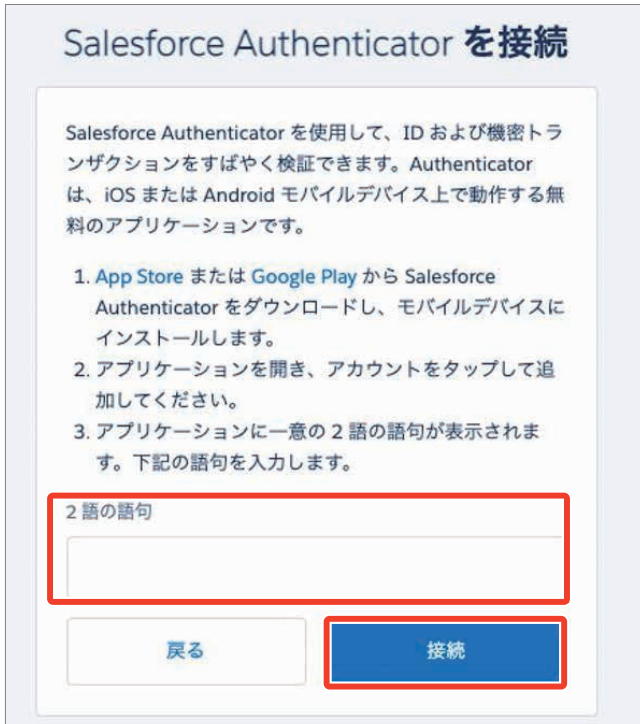 Salesforce Authenticator を接続
Salesforce Authenticator を使用して、ID および機密トラ
ンザクションをすばやく検証できます。Authenticator
は、iOS または Android モバイルデバイス上で動作する無
料のアプリケーションです。
1. App Store または Google Play から Salesforce
Authenticator をダウンロードし、モバイルデバイスに
インストールします。
2. アプリケーションを開き、アカウントをタップして追
加してください。
3. アプリケーションに一意の 2 語の語句が表示されま
す。下記の語句を入力します。
2 語の語句
戻る
接続